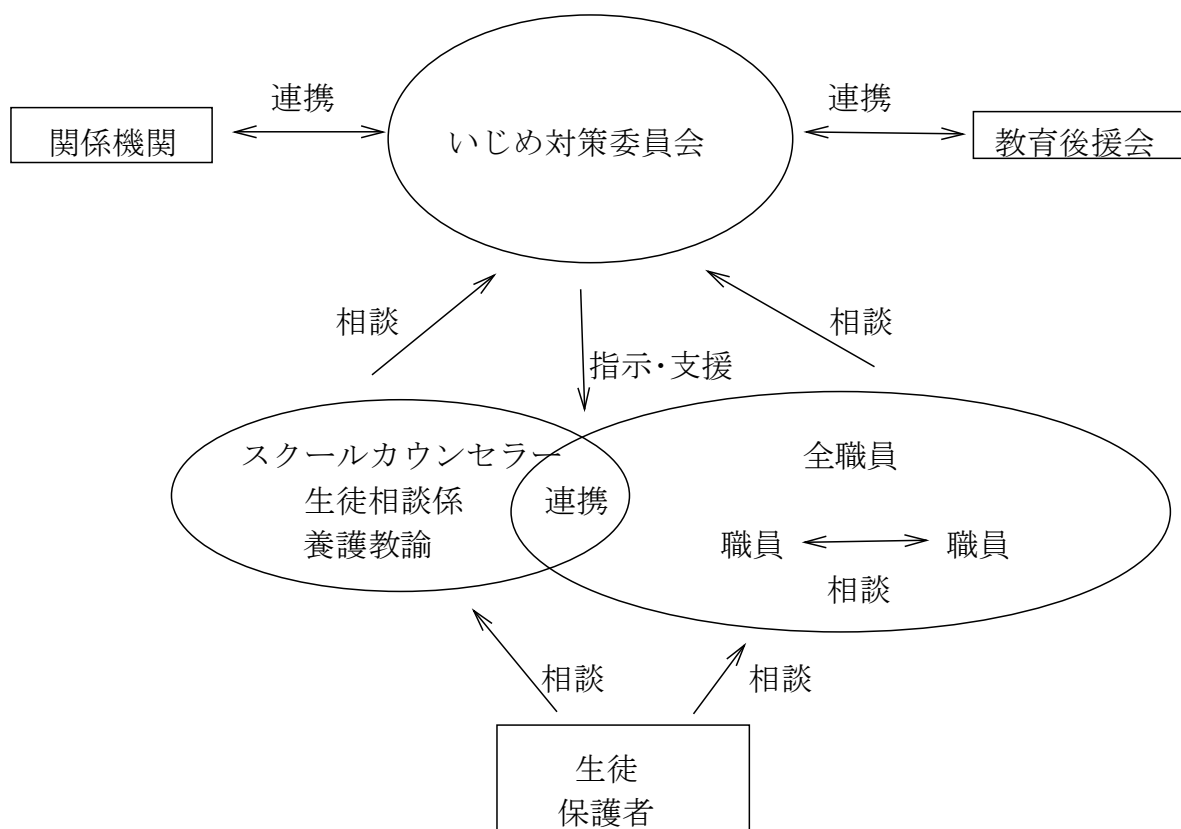 連携
連携
関係機関
いじめ対策委員会
教育後援会
相談
相談
指示・支援
スクールカウンセラー
生徒相談係
養護教諭
連携
全職員
職員
職員
相談
相談
相談
生徒
保護者